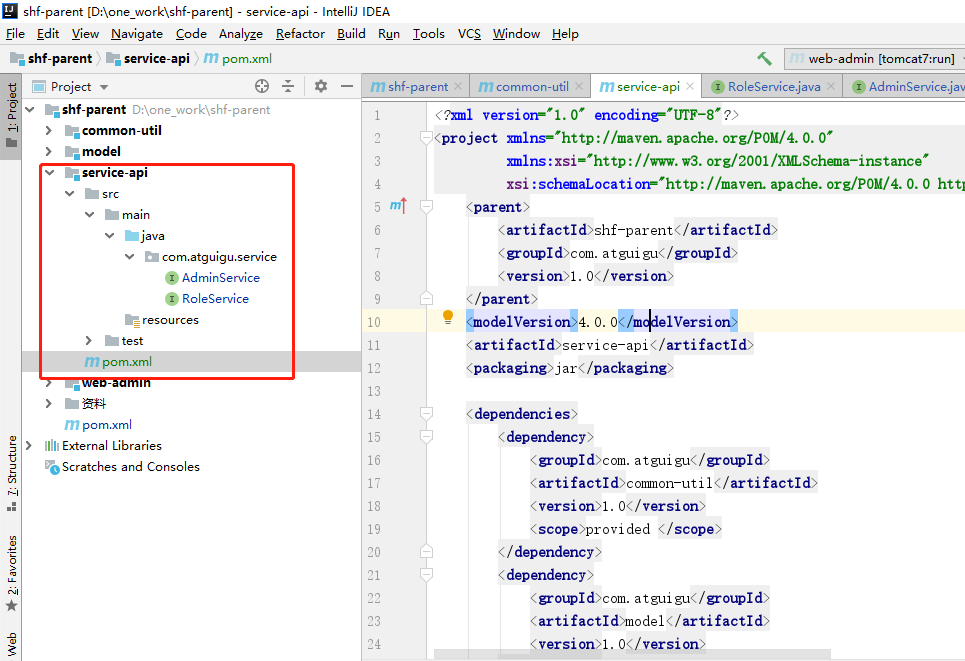 shf-parent [D:\one_work\shf-parent] - service-api - IntelliJ IDEA
File Edit View Navigate Code Analyze Refactor Build Run Tools VCS Window Help
shf-parent service-api pom.xml web-admin [tomcat7:run]
1: Project
7: Structure
2: Favorites
Web
Project
shf-parent D:\one_work\shf-parent
common-util
model
service-api
src
main
java
com.atguigu.service
AdminService
RoleService
resources
test
pom.xml
web-admin
资料
pom.xml
External Libraries
Scratches and Consoles
shf-parent common-util service-api RoleService.java AdminService.jav
1 <?xml version="1.0" encoding="UTF-8"?>
2 <project xmlns="http://maven.apache.org/POM/4.0.0"
3 xmlns:xsi="http://www.w3.org/2001/XMLSchema-instance"
4 xsi:schemaLocation="http://maven.apache.org/POM/4.0.0 http
5 <parent>
6 <artifactId>shf-parent</artifactId>
7 <groupId>com.atguigu</groupId>
8 <version>1.0</version>
9 </parent>
10 <modelVersion>4.0.0</modelVersion>
11 <artifactId>service-api</artifactId>
12 <packaging>jar</packaging>
13
14 <dependencies>
15 <dependency>
16 <groupId>com.atguigu</groupId>
17 <artifactId>common-util</artifactId>
18 <version>1.0</version>
19 <scope>provided </scope>
20 </dependency>
21 <dependency>
22 <groupId>com.atguigu</groupId>
23 <artifactId>model</artifactId>
24 <version>1.0</version>